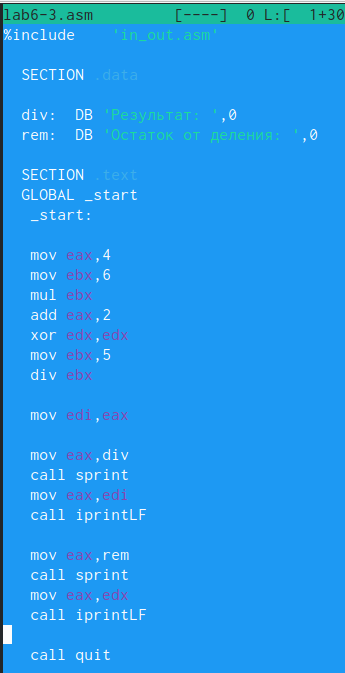 lab6-3.asm [----] 0 L:[ 1+30
%include 'in_out.asm'
SECTION .data
div: DB 'Результат: ',0
rem: DB 'Остаток от деления: ',0
SECTION .text
GLOBAL _start
_start:
mov eax,4
mov ebx,6
mul ebx
add eax,2
xor edx,edx
mov ebx,5
div ebx
mov edi,eax
mov eax,div
call sprint
mov eax,edi
call iprintLF
mov eax,rem
call sprint
mov eax,edx
call iprintLF
call quit